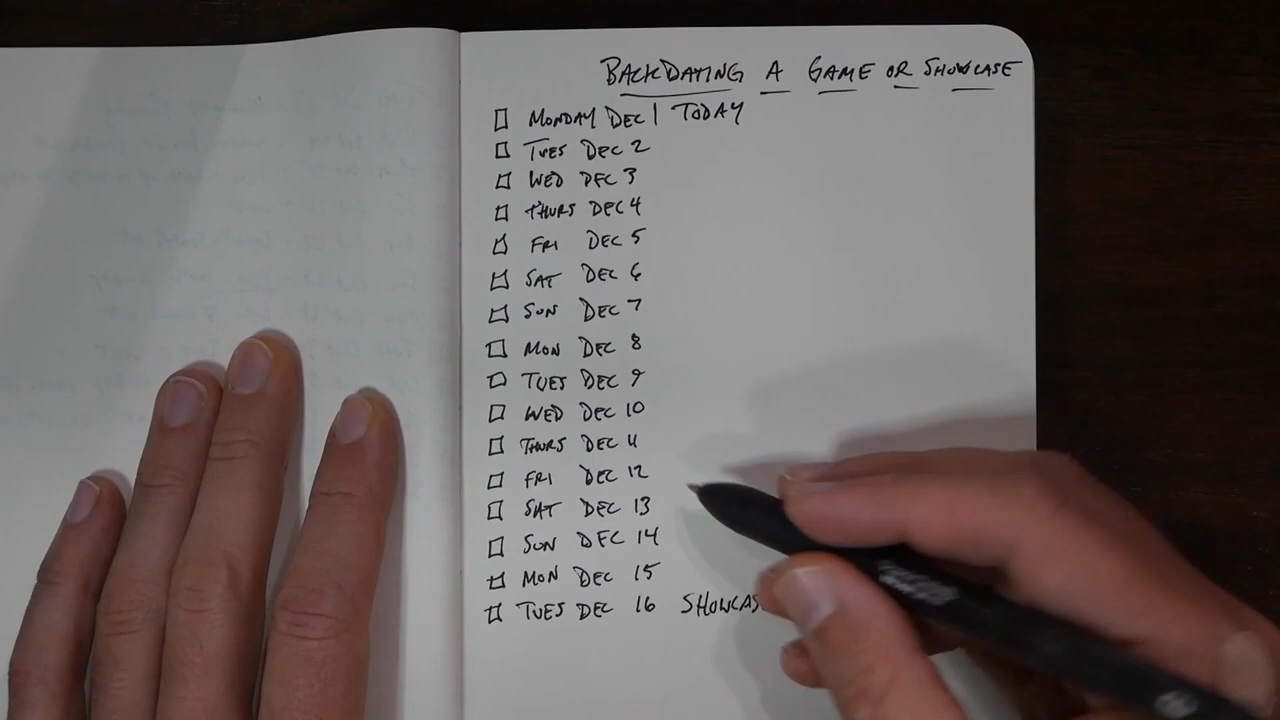 BACKDATING A GAME OR SHOWCASE
MONDAY DEC 1 TODAY
TUES DEC 2
WED DEC 3
THURS DEC 4
FRI DEC 5
SAT DEC 6
SUN DEC 7
MON DEC 8
TUES DEC 9
WED DEC 10
THURS DEC 11
FRI DEC 12
SAT DEC 13
SUN DEC 14
MON DEC 15
TUES DEC 16 SHOWCAS